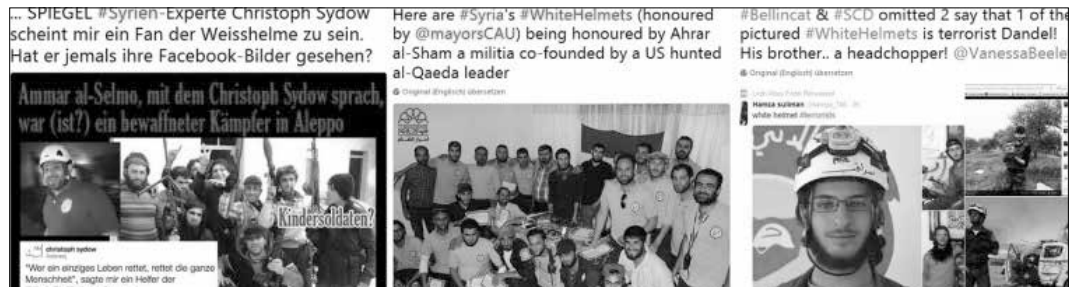 ... SPIEGEL #Syrien-Experte Christoph Sydow
scheint mir ein Fan der Weisshelme zu sein.
Hat er jemals ihre Facebook-Bilder gesehen?
Ammar al-Selmo, mit dem Christoph Sydow sprach,
war (ist?) ein bewaffneter Kämpfer in Aleppo
Kindersoldaten?
christoph sydow
"Wer ein einziges Leben rettet, rettet die ganze
Menschheit", sagte mir ein Helfer der
Here are #Syria's #WhiteHelmets (honoured
by @mayorsCAU) being honoured by Ahrar
al-Sham a militia co-founded by a US hunted
al-Qaeda leader
Original (Englisch) übersetzen
#Bellincat & #SCD omitted 2 say that 1 of the
pictured #WhiteHelmets is terrorist Dandel!
His brother.. a headchopper! @VanessaBeele
Original (Englisch) übersetzen
Hamza suliman
white helmet #terrorists